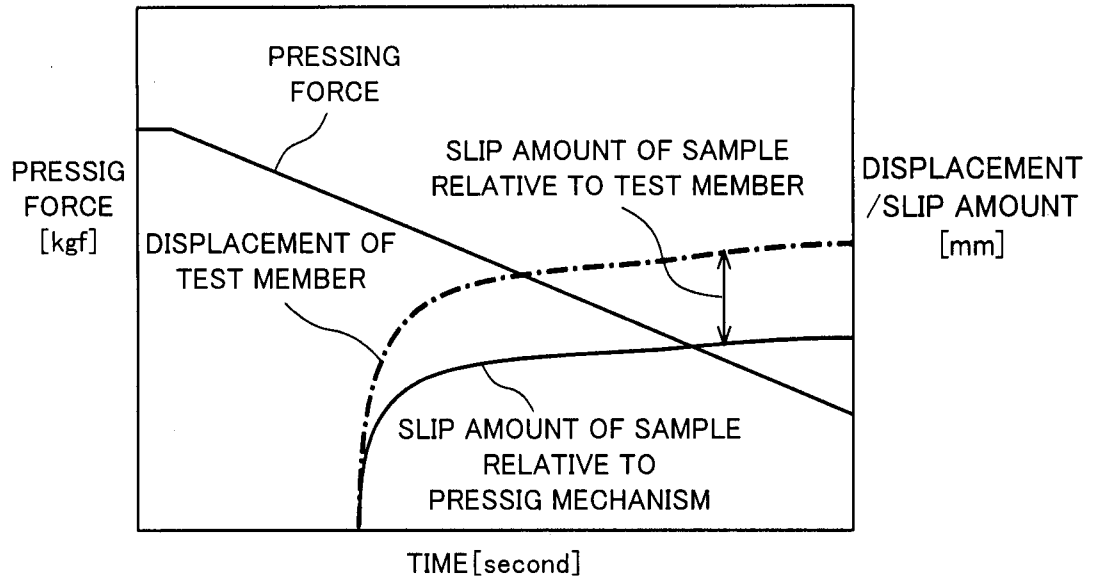 PRESSING
FORCE
SLIP AMOUNT OF SAMPLE
RELATIVE TO TEST MEMBER
PRESSIG
FORCE
[kgf]
DISPLACEMENT
/SLIP AMOUNT
[mm]
DISPLACEMENT OF
TEST MEMBER
SLIP AMOUNT OF SAMPLE
RELATIVE TO
PRESSIG MECHANISM
TIME[second]